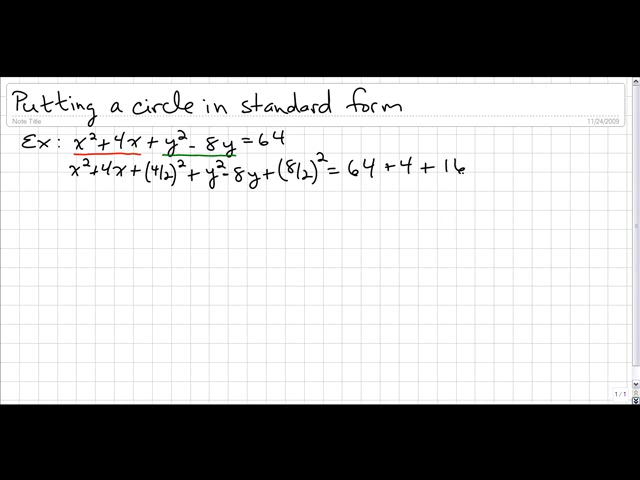 Putting a circle in standard form
Note Title
11/24/2009
Ex: x²+4x + y² - 8y = 64
x²+4x+(4/2)² + y²-8y+(8/2)² = 64 + 4 + 16
1 / 1